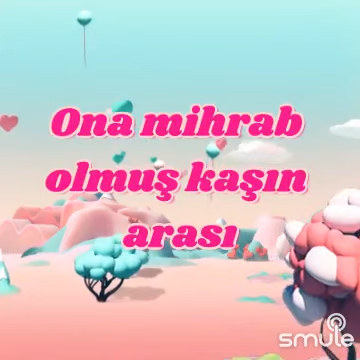 Ona mihrab
olmuş kaşın
arası
smule